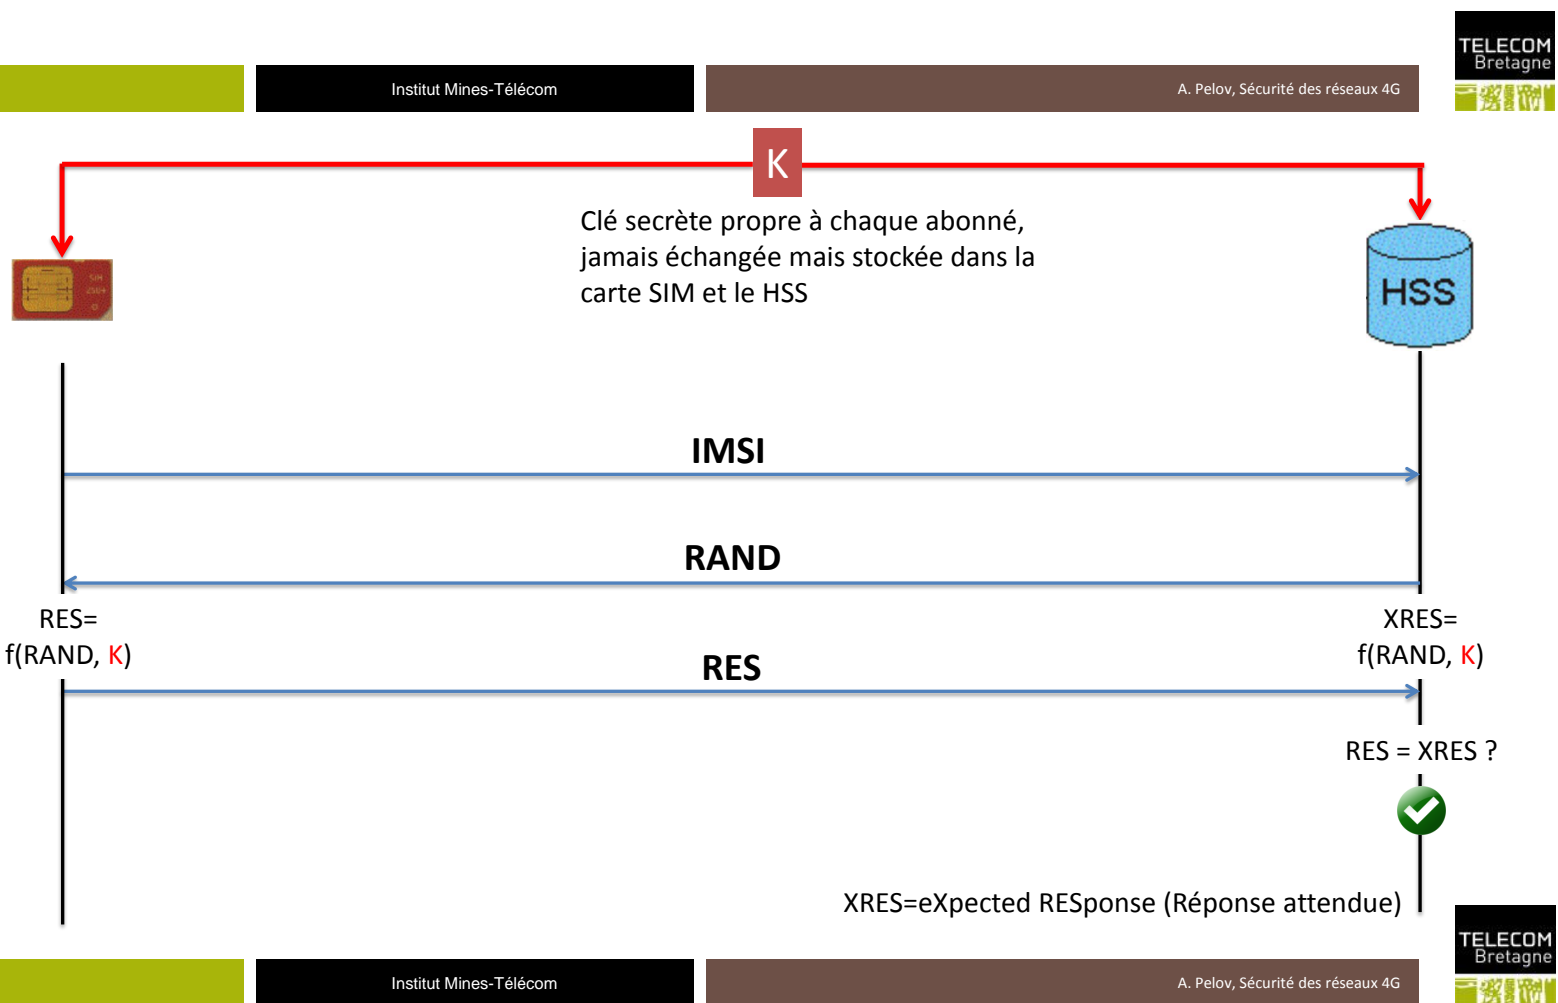 TELECOM
Bretagne
Institut Mines-Télécom
A. Pelov, Sécurité des réseaux 4G
K
Clé secrète propre à chaque abonné,
jamais échangée mais stockée dans la
carte SIM et le HSS
SIM
HSS
IMSI
RAND
RES=
f(RAND, K)
XRES=
f(RAND, K)
RES
RES = XRES ?
XRES=eXpected RESponse (Réponse attendue)
TELECOM
Bretagne
Institut Mines-Télécom
A. Pelov, Sécurité des réseaux 4G